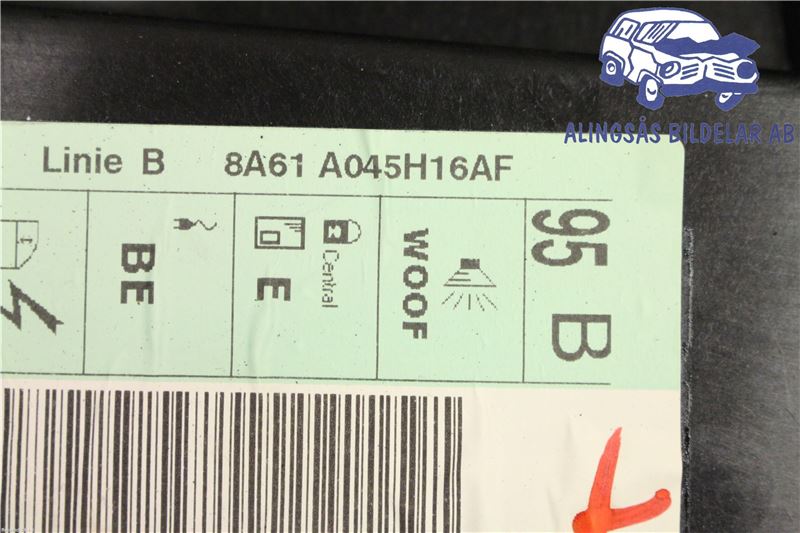 ALINGSÅS BILDELAR AB
Linie B 8A61 A045H16AF
BE
E
Central
WOOF
95 B